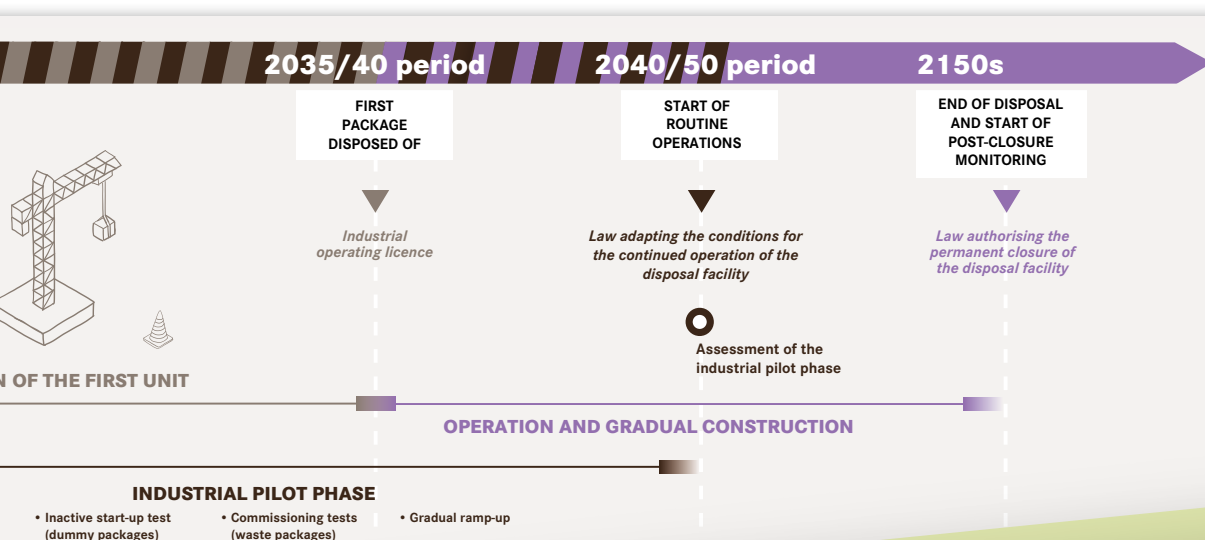 2035/40 period
2040/50 period
2150s
FIRST
PACKAGE
DISPOSED OF
START OF
ROUTINE
OPERATIONS
END OF DISPOSAL
AND START OF
POST-CLOSURE
MONITORING
Industrial
operating licence
Law adapting the conditions for
the continued operation of the
disposal facility
Law authorising the
permanent closure of
the disposal facility
Assessment of the
industrial pilot phase
N OF THE FIRST UNIT
OPERATION AND GRADUAL CONSTRUCTION
INDUSTRIAL PILOT PHASE
• Inactive start-up test
(dummy packages)
• Commissioning tests
(waste packages)
• Gradual ramp-up